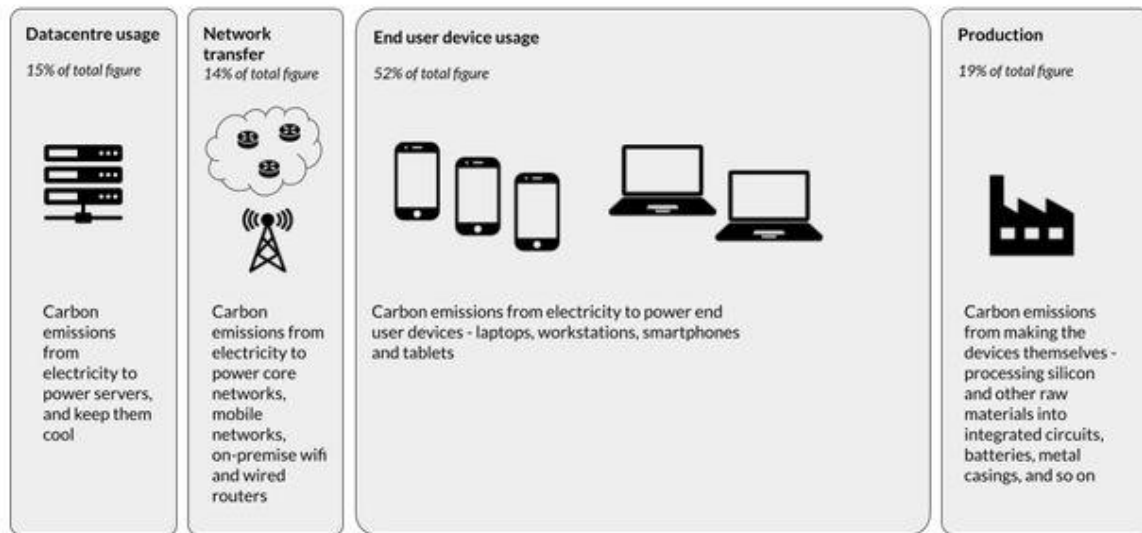 Datacentre usage
15% of total figure
Carbon
emissions
from
electricity to
power servers,
and keep them
cool
Network
transfer
14% of total figure
Carbon
emissions from
electricity to
power core
networks,
mobile
networks,
on-premise wifi
and wired
routers
End user device usage
52% of total figure
Carbon emissions from electricity to power end
user devices - laptops, workstations, smartphones
and tablets
Production
19% of total figure
Carbon emissions
from making the
devices themselves -
processing silicon
and other raw
materials into
integrated circuits,
batteries, metal
casings, and so on